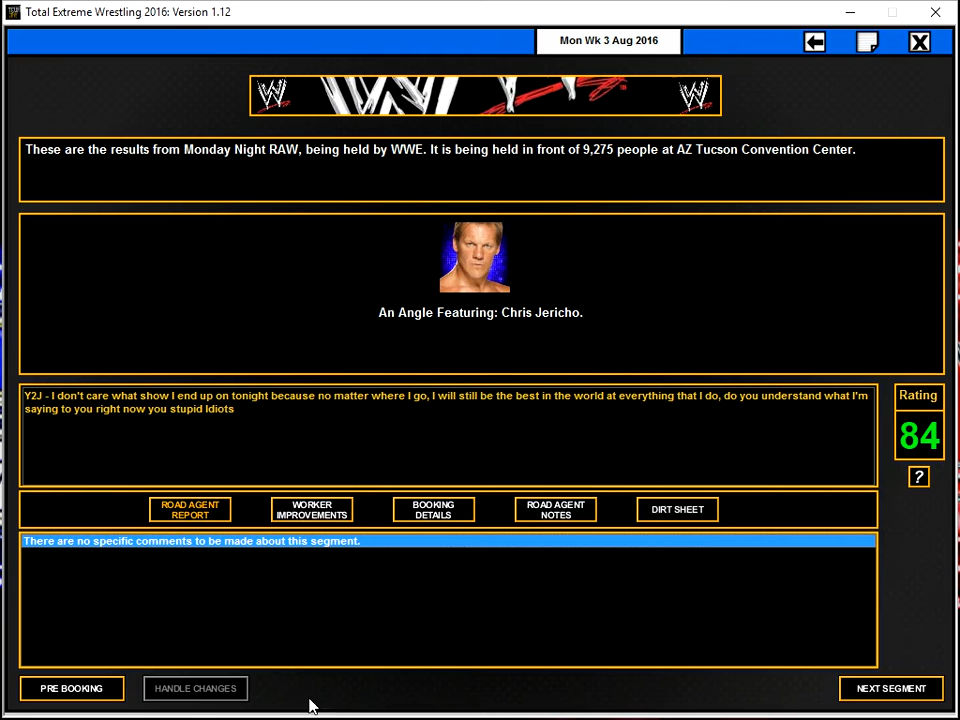 Total Extreme Wrestling 2016: Version 1.12
Mon Wk 3 Aug 2016
These are the results from Monday Night RAW, being held by WWE. It is being held in front of 9,275 people at AZ Tucson Convention Center.
An Angle Featuring: Chris Jericho.
Y2J - I don't care what show I end up on tonight because no matter where I go, I will still be the best in the world at everything that I do, do you understand what I'm
saying to you right now you stupid Idiots
Rating
84
?
ROAD AGENT
REPORT
WORKER
IMPROVEMENTS
BOOKING
DETAILS
ROAD AGENT
NOTES
DIRT SHEET
There are no specific comments to be made about this segment.
PRE BOOKING
HANDLE CHANGES
NEXT SEGMENT